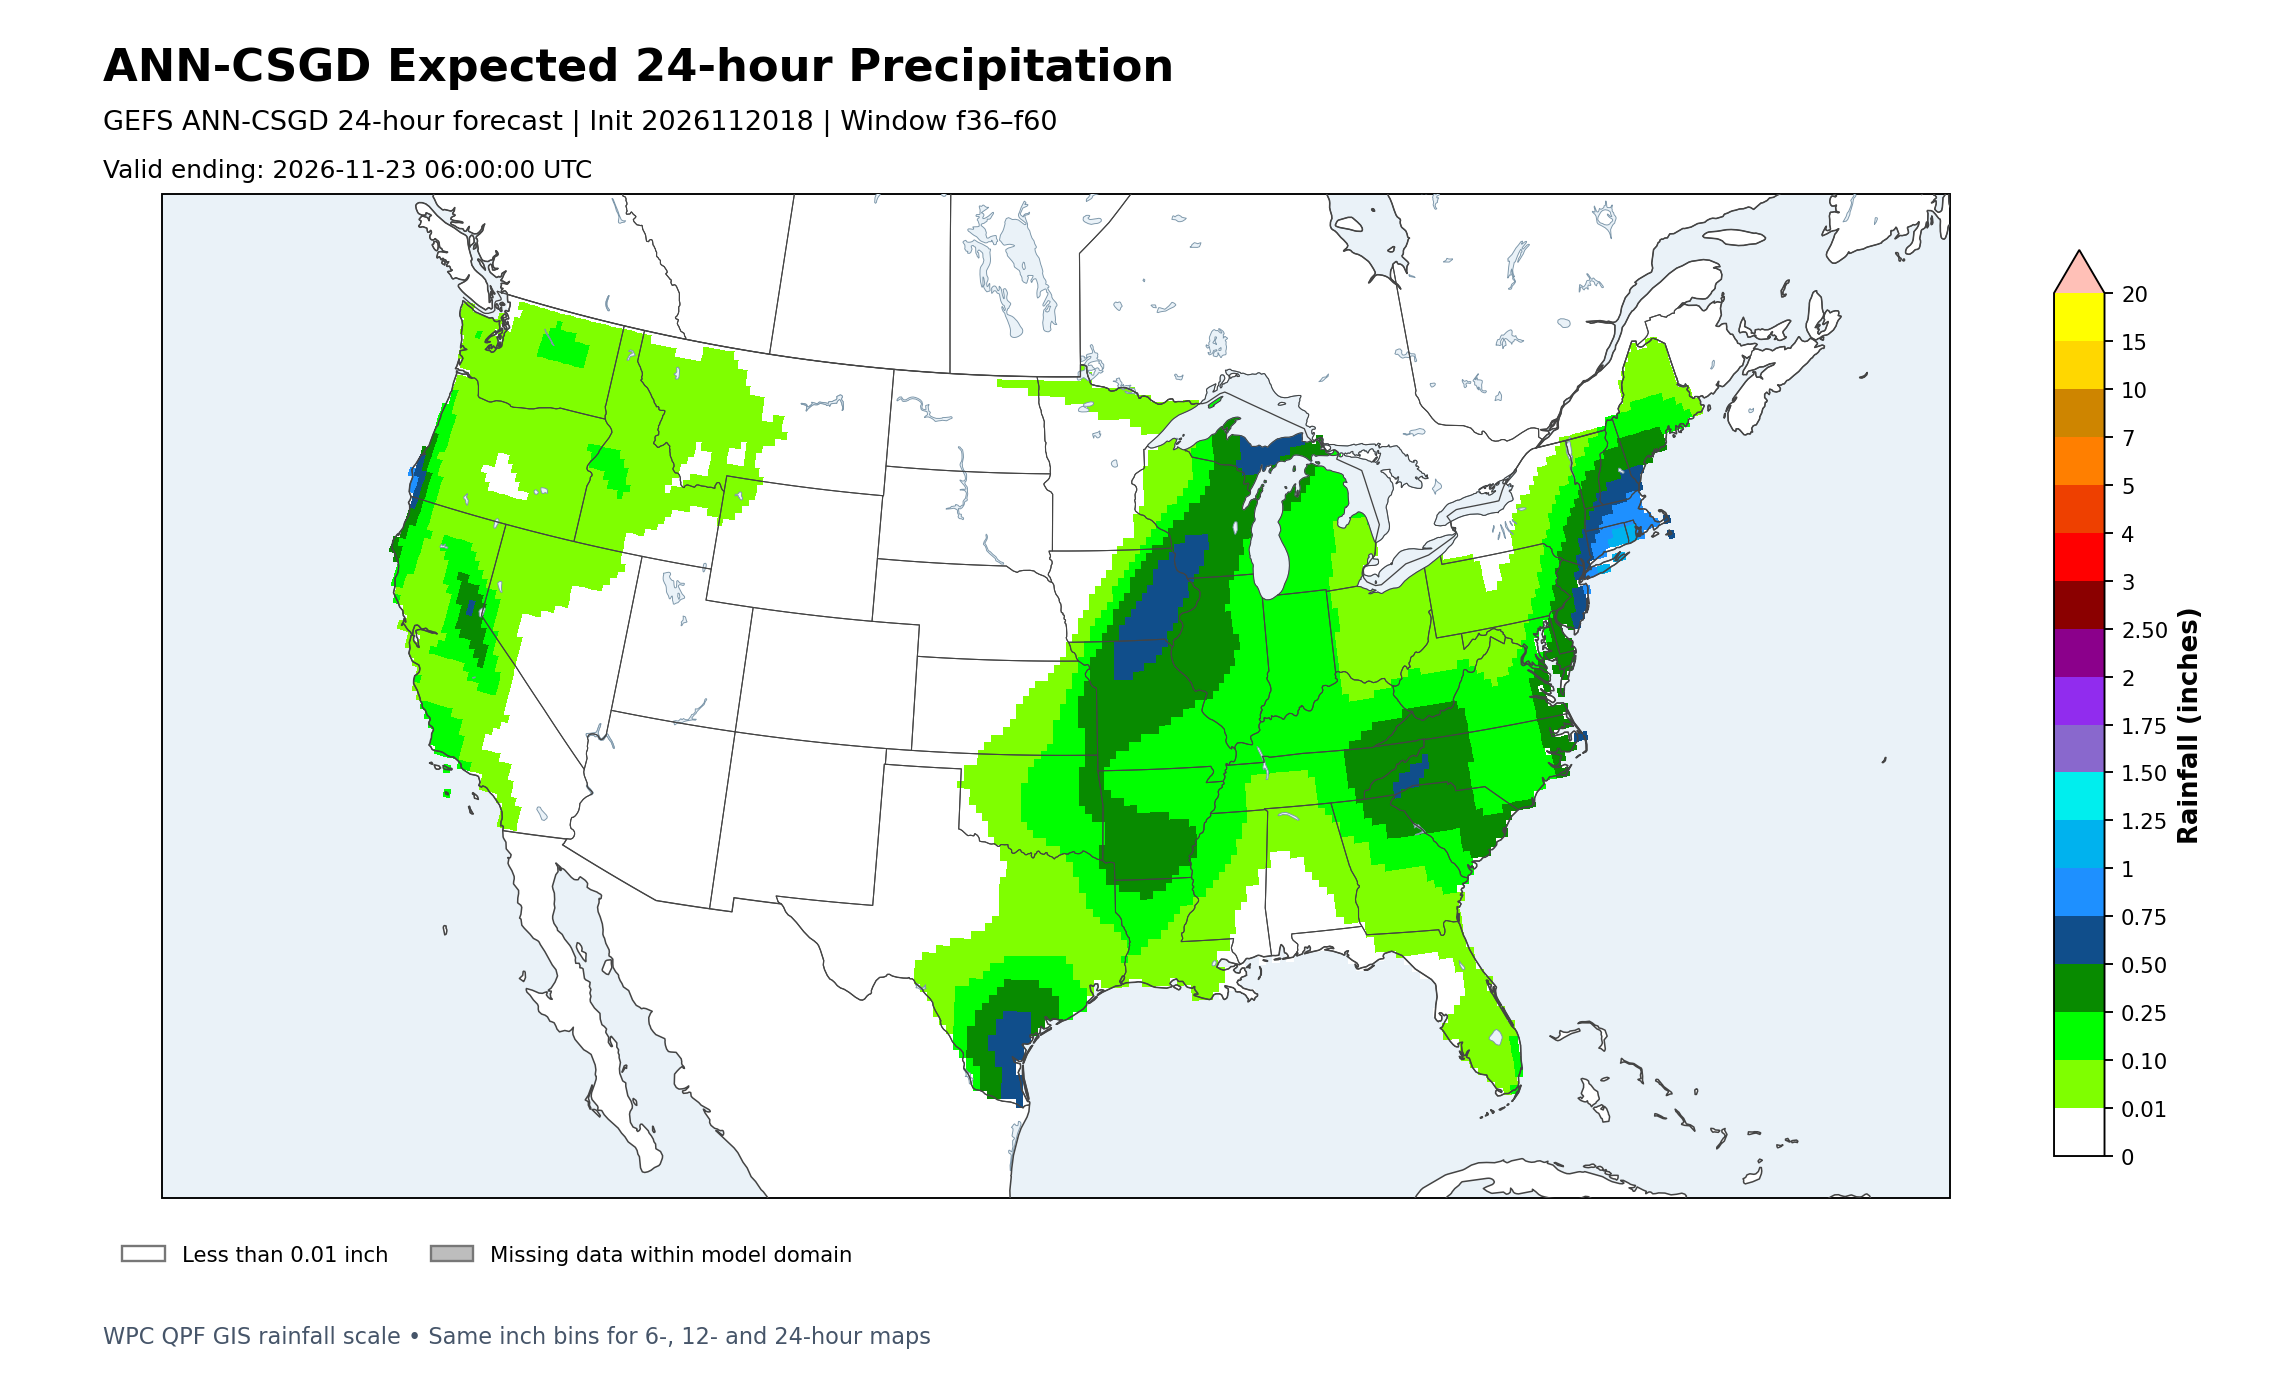 ANN-CSGD Expected 24-hour Precipitation
GEFS ANN-CSGD 24-hour forecast | Init 2026112018 | Window f36–f60
Valid ending: 2026-11-23 06:00:00 UTC
20
15
10
7
5
4
3
2.50
2
1.75
1.50
1.25
1
0.75
0.50
0.25
0.10
0.01
0
Rainfall (inches)
Less than 0.01 inch
Missing data within model domain
WPC QPF GIS rainfall scale • Same inch bins for 6-, 12- and 24-hour maps